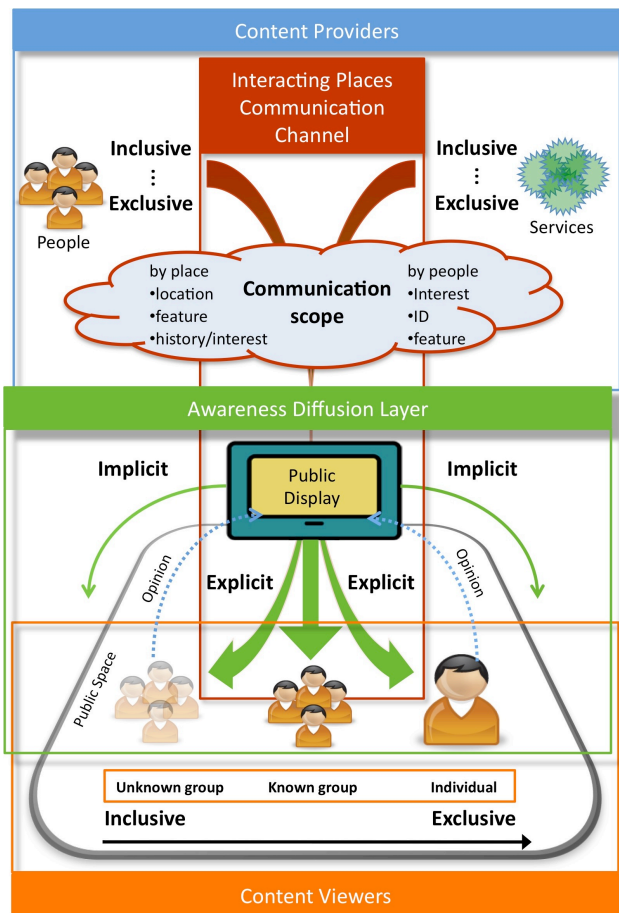 Content Providers
Interacting Places
Communication
Channel
Inclusive
⋮
Exclusive
People
Inclusive
⋮
Exclusive
Services
by place
•location
•feature
•history/interest
Communication
scope
by people
•Interest
•ID
•feature
Awareness Diffusion Layer
Implicit
Public
Display
Implicit
Opinion
Explicit
Explicit
Opinion
Public Space
Unknown group
Known group
Individual
Inclusive
Exclusive
Content Viewers